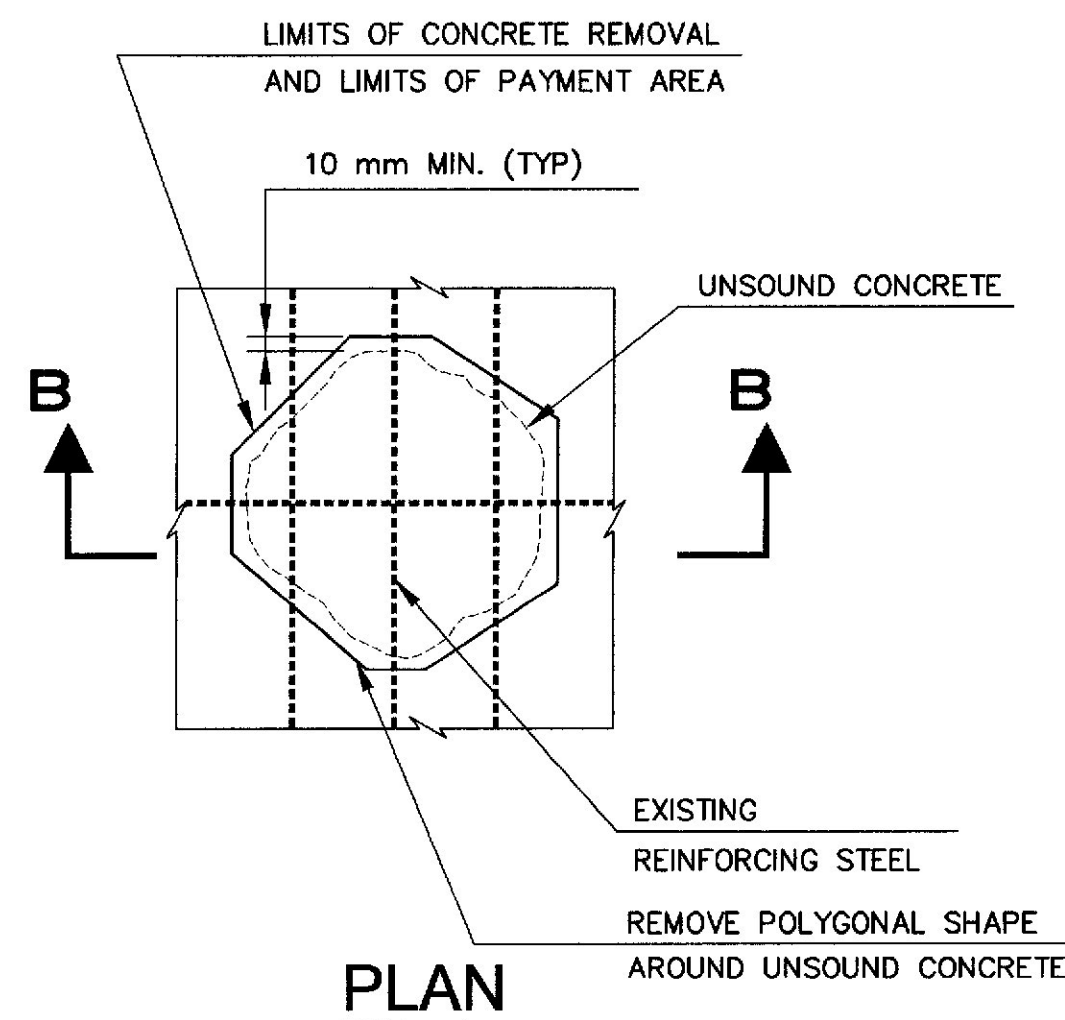 LIMITS OF CONCRETE REMOVAL
AND LIMITS OF PAYMENT AREA
10 mm MIN. (TYP)
UNSOUND CONCRETE
B
B
EXISTING
REINFORCING STEEL
REMOVE POLYGONAL SHAPE
AROUND UNSOUND CONCRETE
PLAN